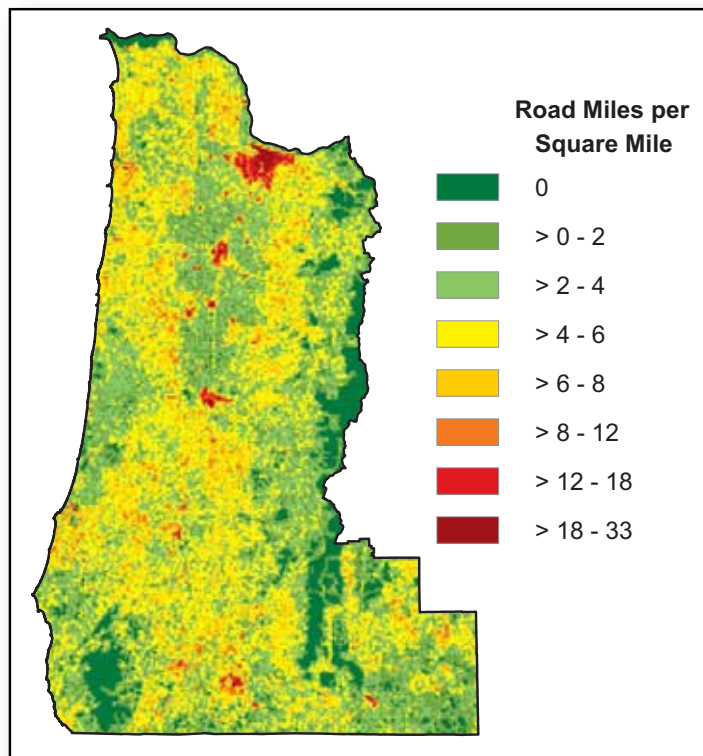 Road Miles per
Square Mile
0
> 0 - 2
> 2 - 4
> 4 - 6
> 6 - 8
> 8 - 12
> 12 - 18
> 18 - 33